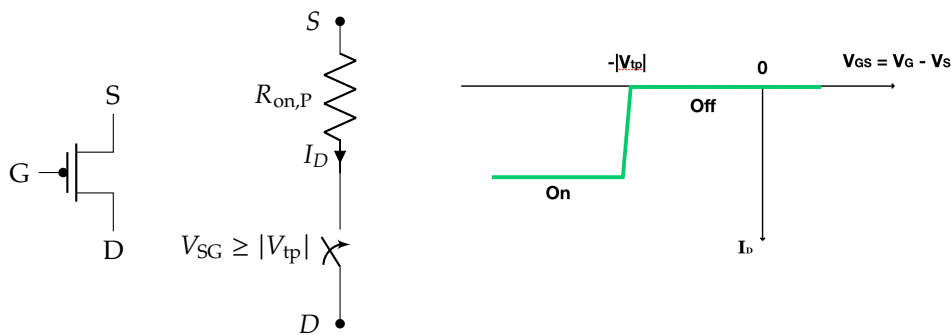 S
G
D
S
R_on,P
I_D
V_SG ≥ |V_tp|
D
-|V_tp|
0
V_GS = V_G - V_S
Off
On
I_D